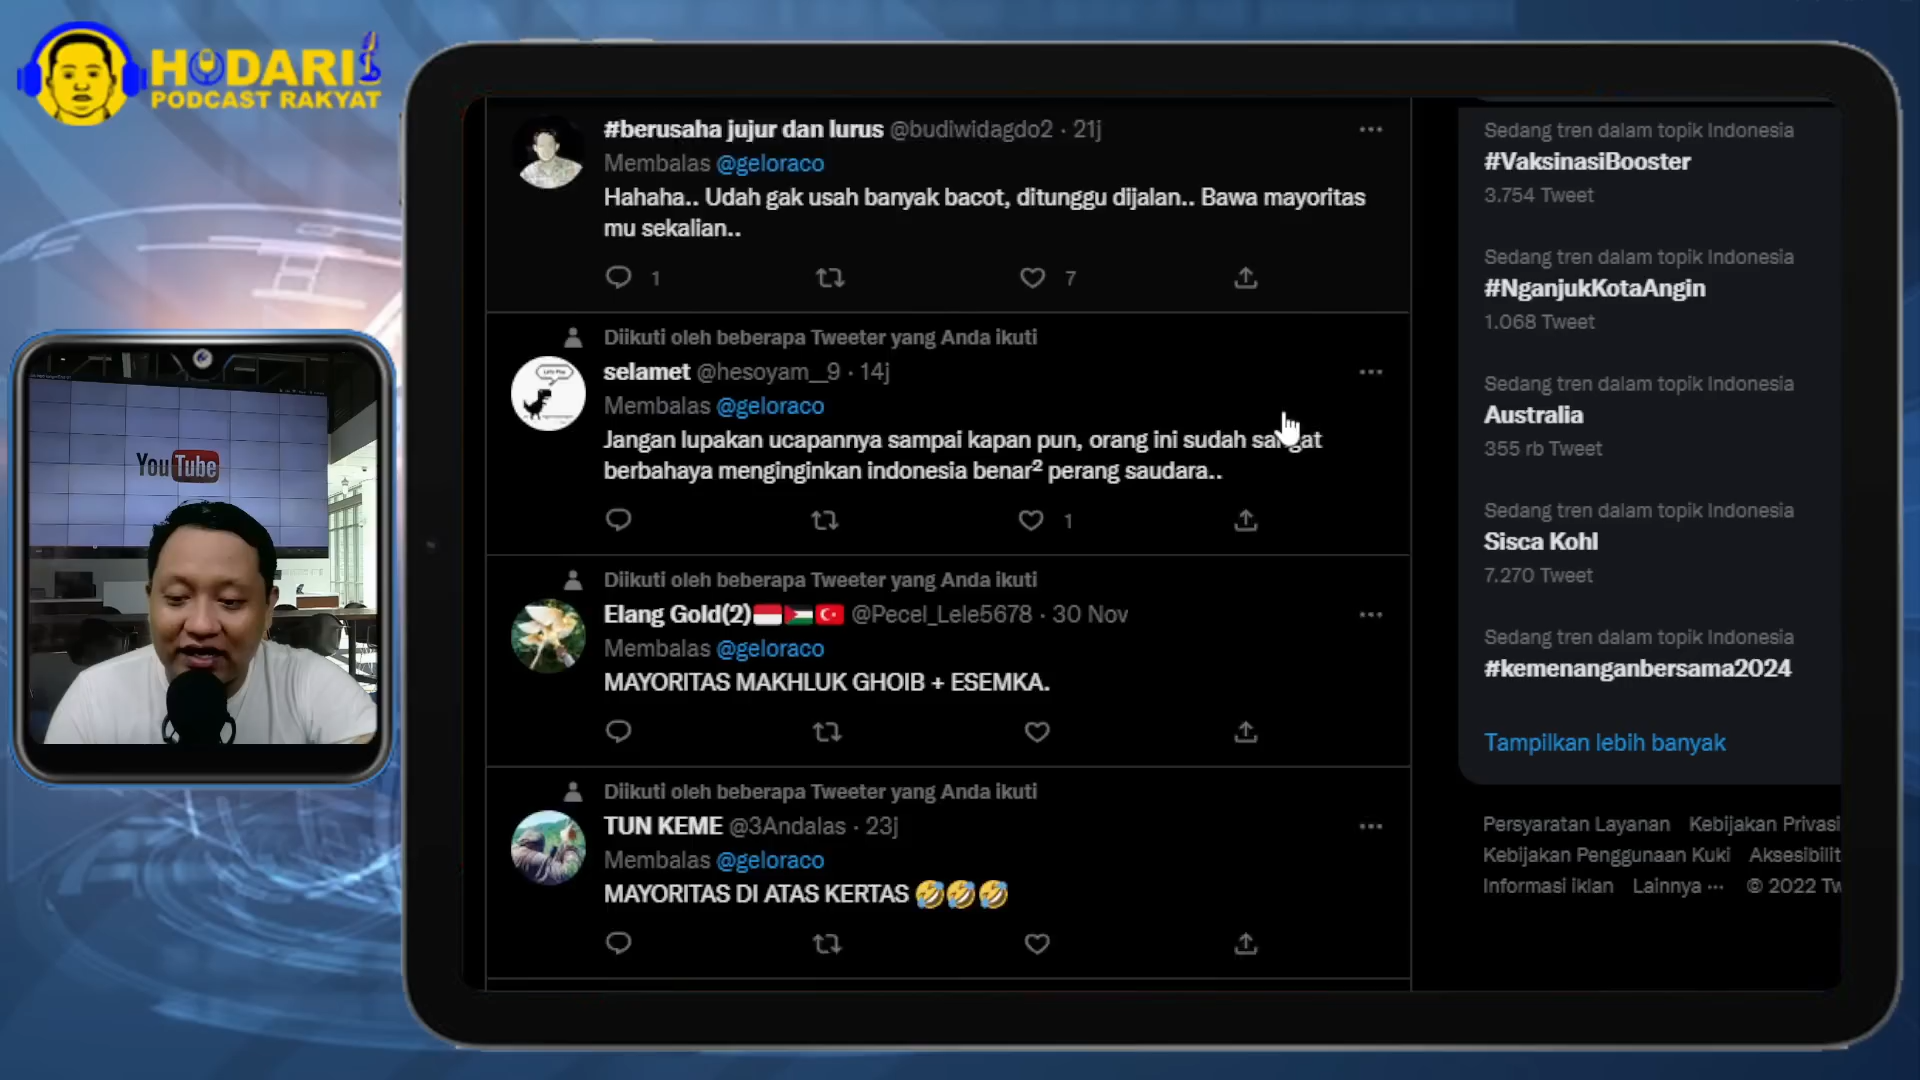 HODARI
PODCAST RAKYAT
YouTube
#berusaha jujur dan lurus @budiwidagdo2 · 21j
Membalas @geloraco
Hahaha.. Udah gak usah banyak bacot, ditunggu dijalan.. Bawa mayoritas
mu sekalian..
1
7
Diikuti oleh beberapa Tweeter yang Anda ikuti
selamet @hesoyam__9 · 14j
Membalas @geloraco
Jangan lupakan ucapannya sampai kapan pun, orang ini sudah sangat
berbahaya menginginkan indonesia benar² perang saudara..
1
Diikuti oleh beberapa Tweeter yang Anda ikuti
Elang Gold(2)🇮🇩🇵🇸🇹🇷 @Pecel_Lele5678 · 30 Nov
Membalas @geloraco
MAYORITAS MAKHLUK GHOIB + ESEMKA.
Diikuti oleh beberapa Tweeter yang Anda ikuti
TUN KEME @3Andalas · 23j
Membalas @geloraco
MAYORITAS DI ATAS KERTAS 🤣🤣🤣
Sedang tren dalam topik Indonesia
#VaksinasiBooster
3.754 Tweet
Sedang tren dalam topik Indonesia
#NganjukKotaAngin
1.068 Tweet
Sedang tren dalam topik Indonesia
Australia
355 rb Tweet
Sedang tren dalam topik Indonesia
Sisca Kohl
7.270 Tweet
Sedang tren dalam topik Indonesia
#kemenanganbersama2024
Tampilkan lebih banyak
Persyaratan Layanan Kebijakan Privasi
Kebijakan Penggunaan Kuki Aksesibilit
Informasi iklan Lainnya ··· © 2022 Tw